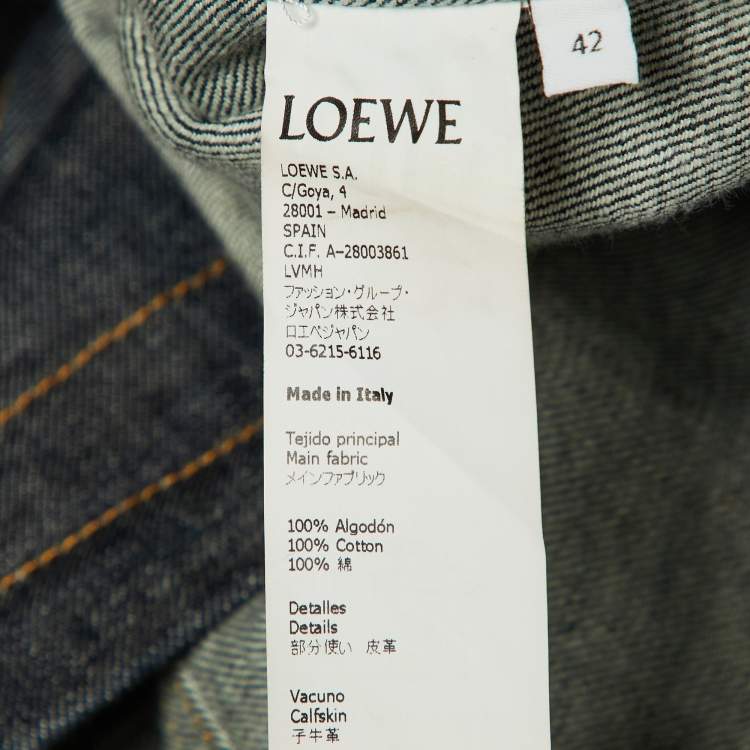 42
LOEWE
LOEWE S.A.
C/Goya, 4
28001 – Madrid
SPAIN
C.I.F. A-28003861
LVMH
ファッション・グループ・
ジャパン株式会社
ロエベジャパン
03-6215-6116
Made in Italy
Tejido principal
Main fabric
メインファブリック
100% Algodón
100% Cotton
100% 綿
Detalles
Details
部分使い 皮革
Vacuno
Calfskin
子牛革